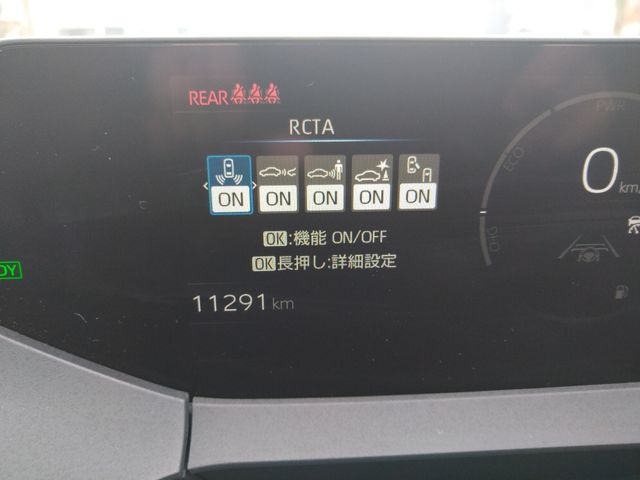 REAR
RCTA
ON ON ON ON ON
OK:機能 ON/OFF
OK長押し:詳細設定
11291 km
PWR
ECO
CHG
0 km/
DY